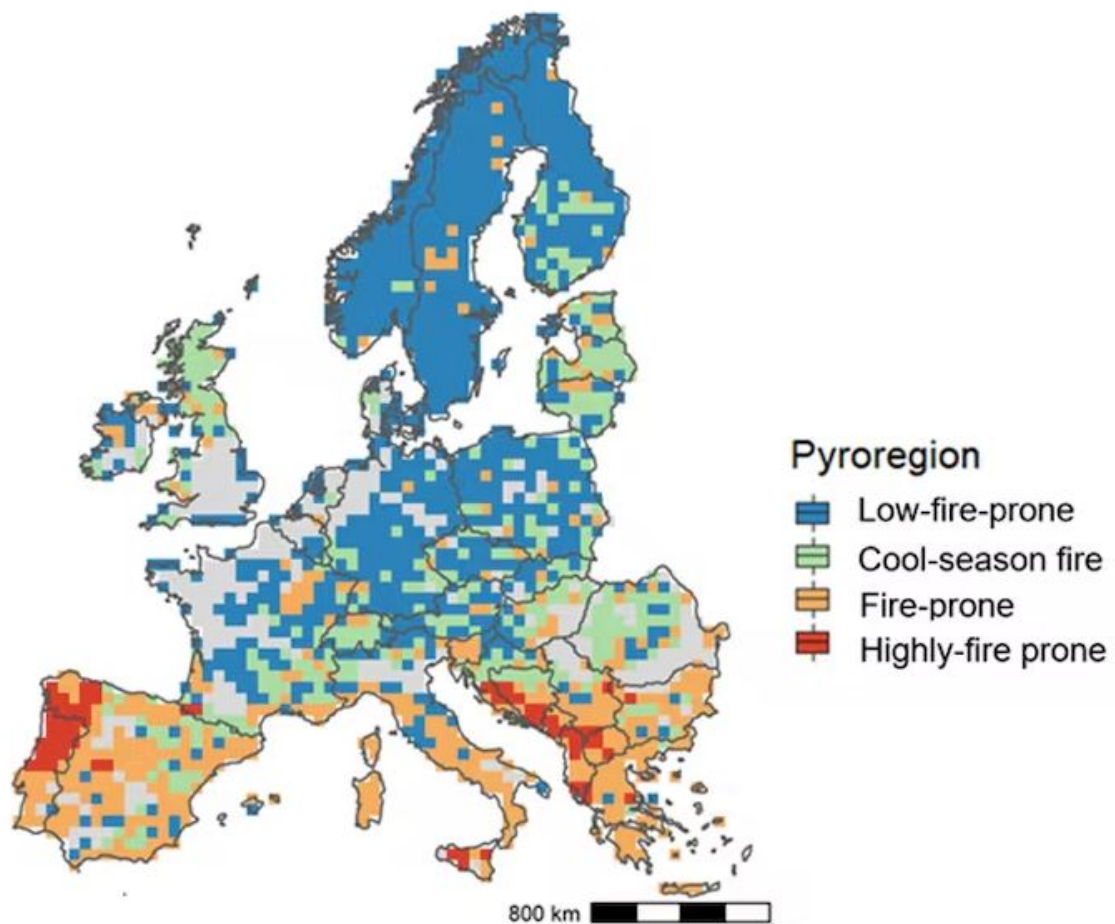 Pyroregion
Low-fire-prone
Cool-season fire
Fire-prone
Highly-fire prone
800 km